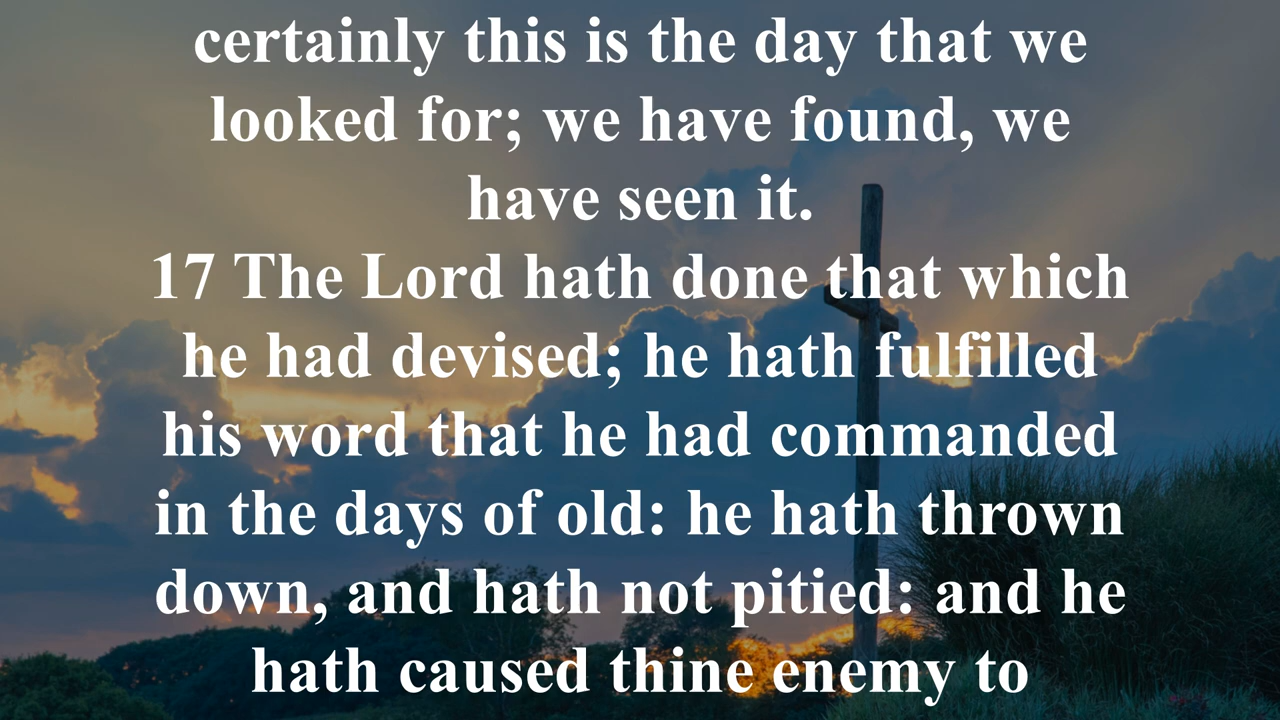 certainly this is the day that we
looked for; we have found, we
have seen it.
17 The Lord hath done that which
he had devised; he hath fulfilled
his word that he had commanded
in the days of old: he hath thrown
down, and hath not pitied: and he
hath caused thine enemy to